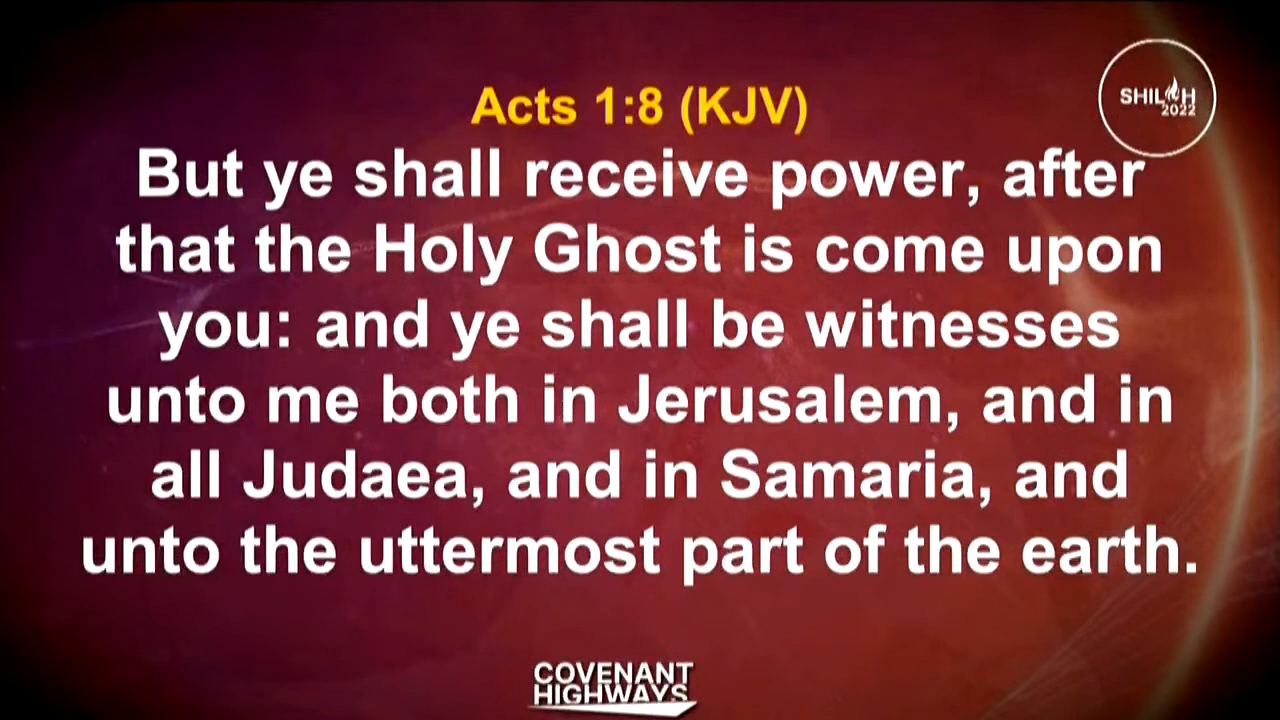 Acts 1:8 (KJV)
SHILOH
2022
But ye shall receive power, after
that the Holy Ghost is come upon
you: and ye shall be witnesses
unto me both in Jerusalem, and in
all Judaea, and in Samaria, and
unto the uttermost part of the earth.
COVENANT
HIGHWAYS